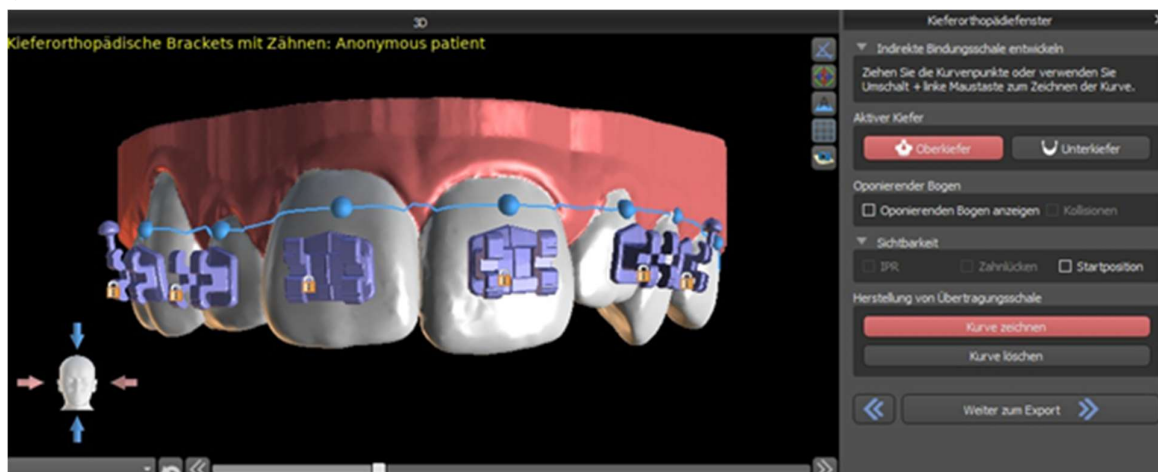 3D
Kieferorthopädiefenster
Kieferorthopädische Brackets mit Zähnen: Anonymous patient
Indirekte Bindungsschale entwickeln
Ziehen Sie die Kurvenpunkte oder verwenden Sie
Umschalt + linke Maustaste zum Zeichnen der Kurve.
Aktiver Kiefer
Oberkiefer
Unterkiefer
Oponierender Bogen
Oponierenden Bogen anzeigen
Kollisionen
Sichtbarkeit
IPR
Zahnlücken
Startposition
Herstellung von Übertragungsschale
Kurve zeichnen
Kurve löschen
Weiter zum Export